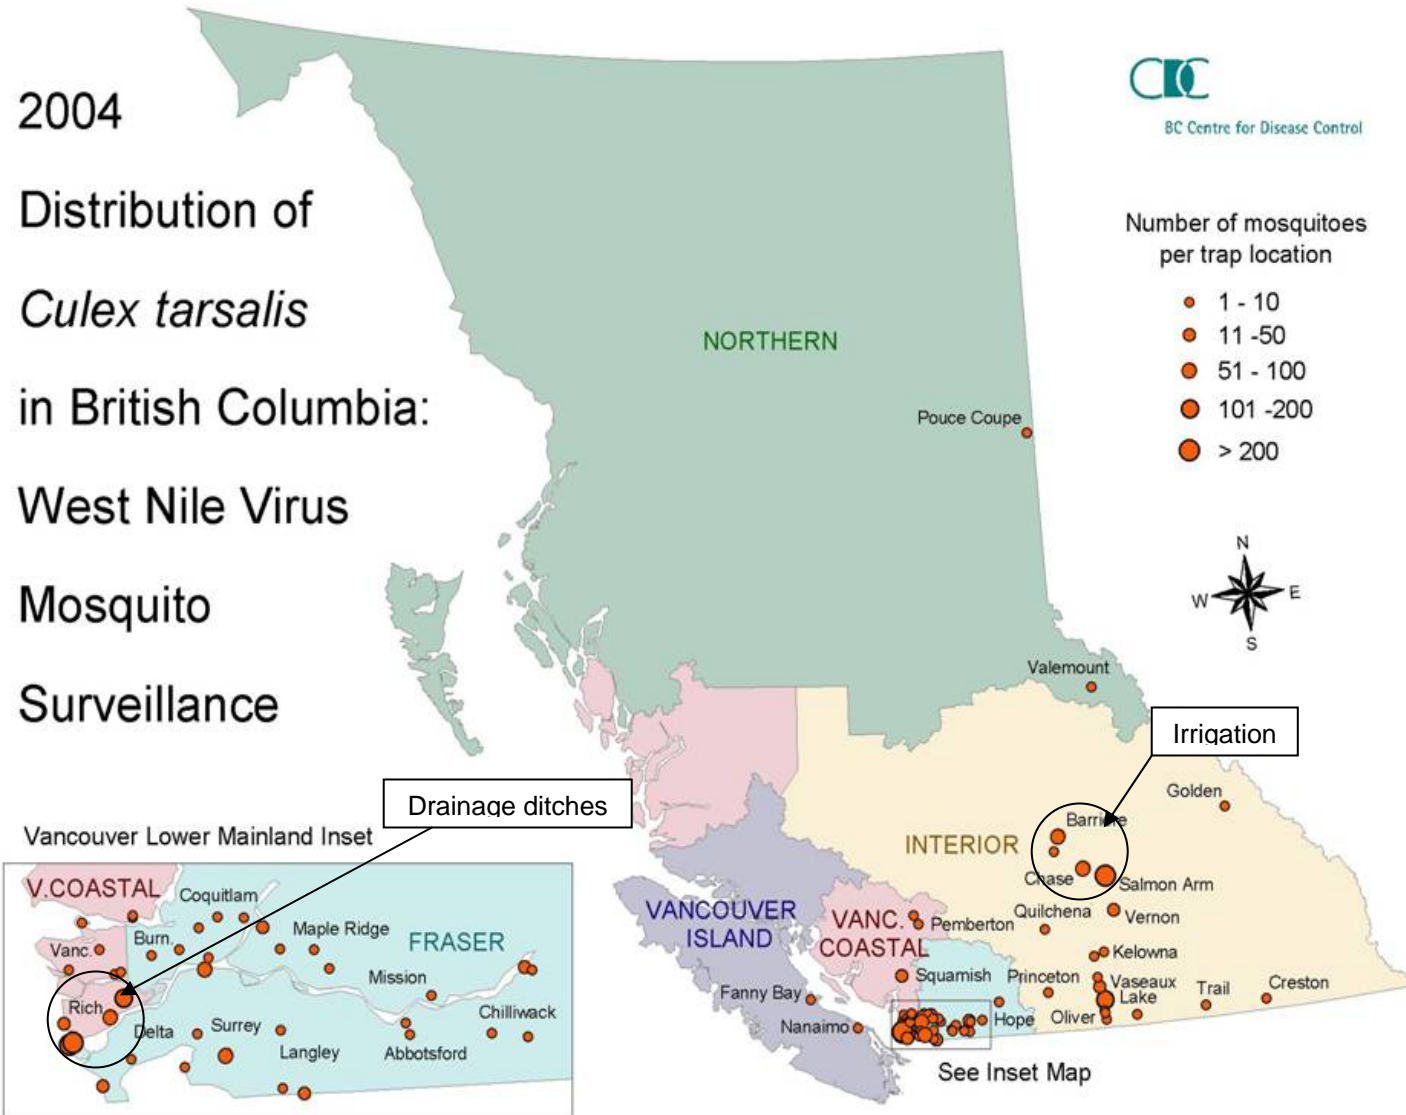 2004
Distribution of
Culex tarsalis
in British Columbia:
West Nile Virus
Mosquito
Surveillance
CDC
BC Centre for Disease Control
Number of mosquitoes
per trap location
1 - 10
11 -50
51 - 100
101 -200
> 200
N
W
E
S
NORTHERN
Pouce Coupe
Valemount
Irrigation
Golden
Barriere
INTERIOR
Chase
Salmon Arm
Quilchena
Vernon
Kelowna
Princeton
Vaseaux
Lake
Oliver
Trail
Creston
VANCOUVER
ISLAND
VANC.
COASTAL
Pemberton
Squamish
Fanny Bay
Nanaimo
Hope
See Inset Map
Drainage ditches
Vancouver Lower Mainland Inset
V.COASTAL
Coquitlam
Vanc.
Burn.
Maple Ridge
FRASER
Mission
Rich.
Delta
Surrey
Langley
Abbotsford
Chilliwack